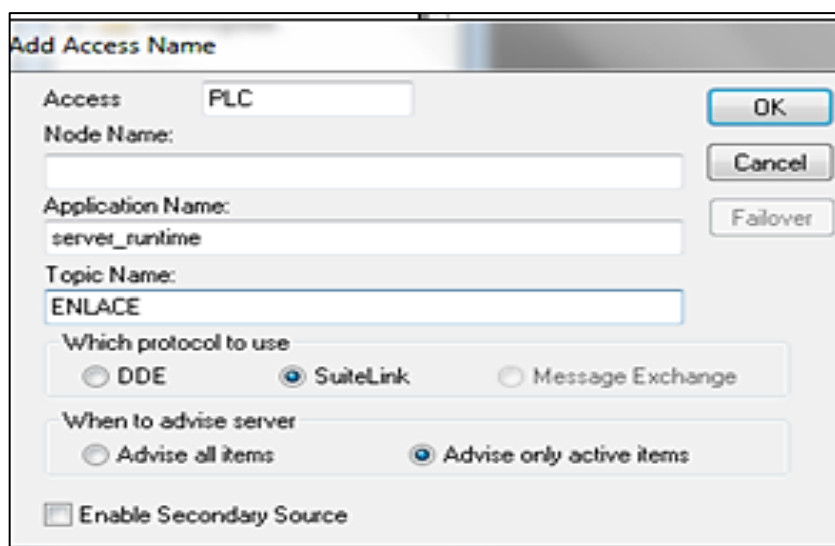 Add Access Name
Access PLC OK
Node Name:
Cancel
Application Name:
server_runtime Failover
Topic Name:
ENLACE
Which protocol to use
DDE SuiteLink Message Exchange
When to advise server
Advise all items Advise only active items
Enable Secondary Source